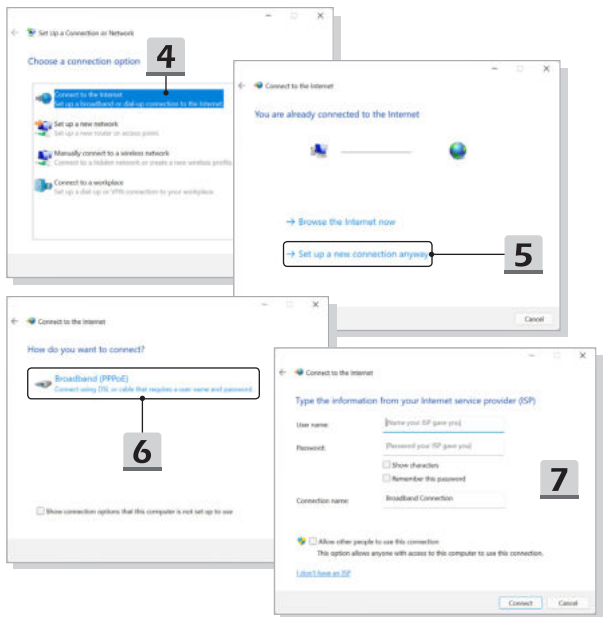 Set Up a Connection or Network
Choose a connection option
4
Connect to the Internet
Set up a broadband or dial-up connection to the Internet
Set up a new network
Set up a new router or access point.
Manually connect to a wireless network
Connect to a hidden network or create a new wireless profile.
Connect to a workplace
Set up a dial-up or VPN connection to your workplace.
Connect to the Internet
You are already connected to the Internet
→ Browse the Internet now
→ Set up a new connection anyway
5
Cancel
Connect to the Internet
How do you want to connect?
Broadband (PPPoE)
Connect using DSL or cable that requires a user name and password.
6
Show connection options that this computer is not set up to use
Connect to the Internet
Type the information from your Internet service provider (ISP)
User name: [Name your ISP gave you]
Password: [Password your ISP gave you]
Show characters
Remember this password
7
Connection name: Broadband Connection
Allow other people to use this connection
This option allows anyone with access to this computer to use this connection.
I don't have an ISP
Connect Cancel